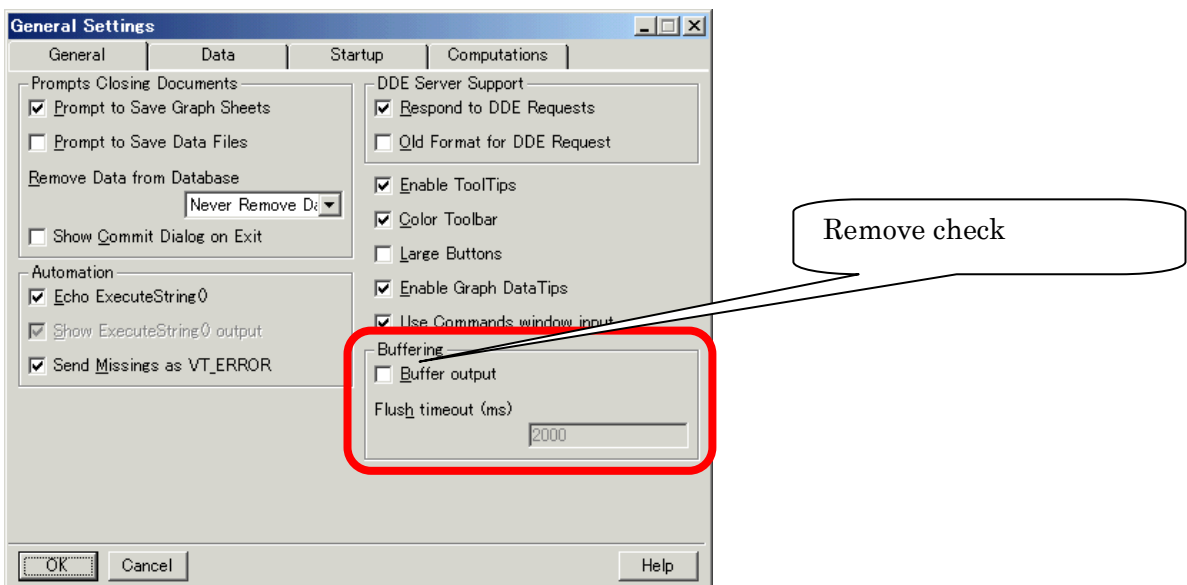 General Settings
General Data Startup Computations
Prompts Closing Documents
Prompt to Save Graph Sheets
Prompt to Save Data Files
Remove Data from Database
Never Remove Da
Show Commit Dialog on Exit
Automation
Echo ExecuteString()
Show ExecuteString() output
Send Missings as VT_ERROR
DDE Server Support
Respond to DDE Requests
Old Format for DDE Request
Enable ToolTips
Color Toolbar
Large Buttons
Enable Graph DataTips
Use Commands window input
Buffering
Buffer output
Flush timeout (ms)
2000
Remove check
OK Cancel Help